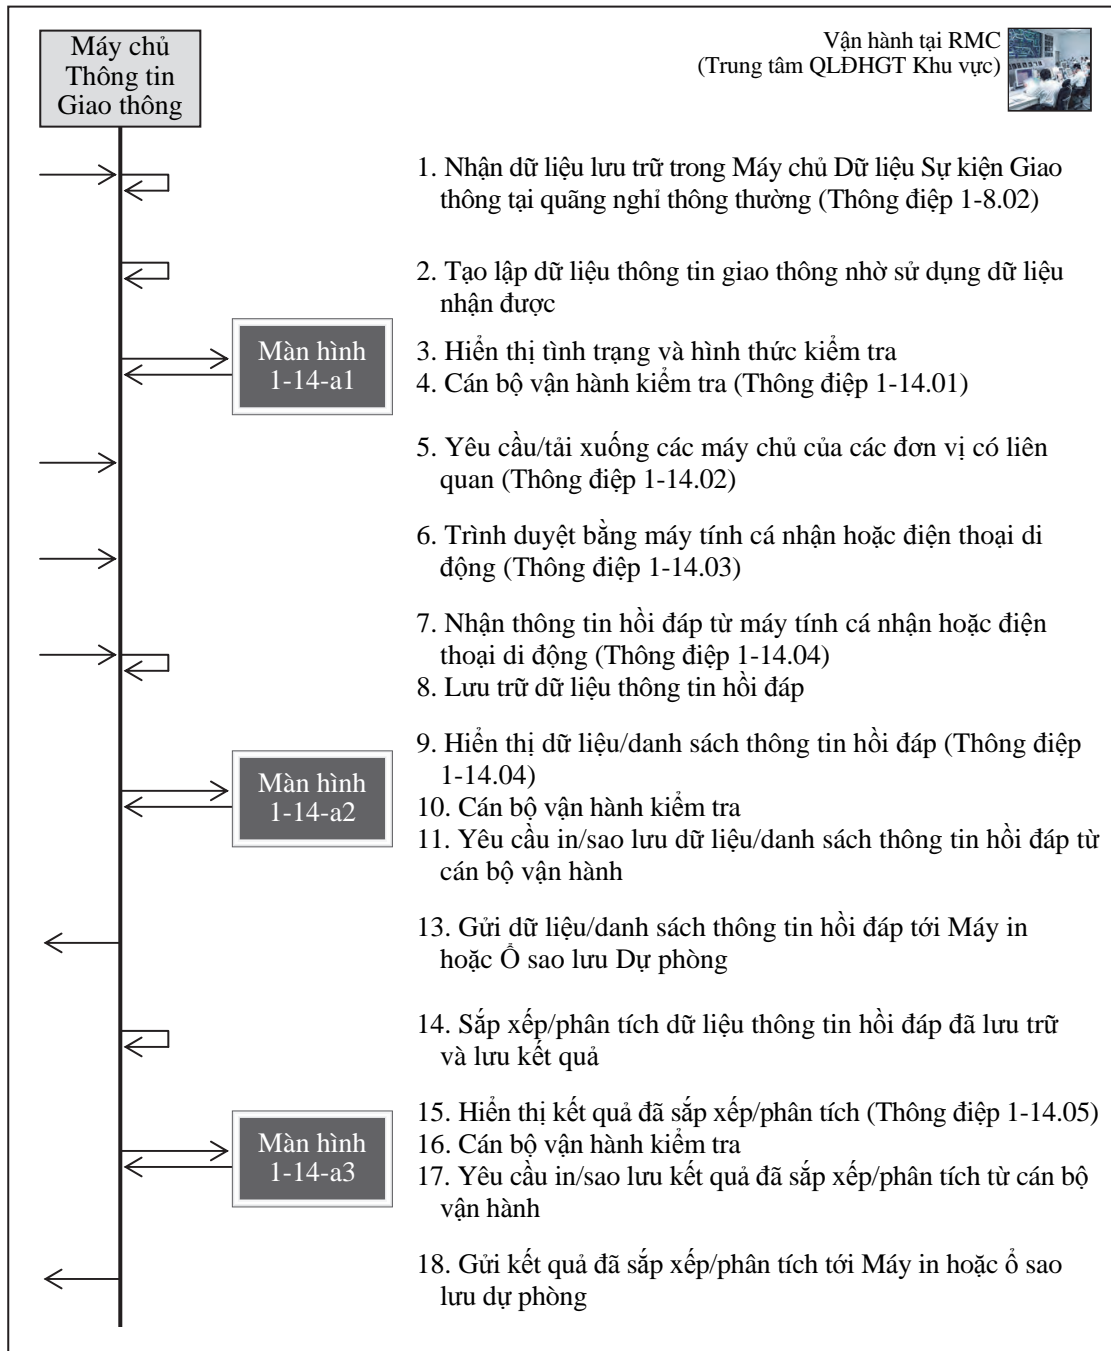 Máy chủ
Thông tin
Giao thông
Vận hành tại RMC
(Trung tâm QLĐHGT Khu vực)
1. Nhận dữ liệu lưu trữ trong Máy chủ Dữ liệu Sự kiện Giao
thông tại quãng nghỉ thông thường (Thông điệp 1-8.02)
2. Tạo lập dữ liệu thông tin giao thông nhờ sử dụng dữ liệu
nhận được
Màn hình
1-14-a1
3. Hiển thị tình trạng và hình thức kiểm tra
4. Cán bộ vận hành kiểm tra (Thông điệp 1-14.01)
5. Yêu cầu/tải xuống các máy chủ của các đơn vị có liên
quan (Thông điệp 1-14.02)
6. Trình duyệt bằng máy tính cá nhận hoặc điện thoại di
động (Thông điệp 1-14.03)
7. Nhận thông tin hồi đáp từ máy tính cá nhận hoặc điện
thoại di động (Thông điệp 1-14.04)
8. Lưu trữ dữ liệu thông tin hồi đáp
9. Hiển thị dữ liệu/danh sách thông tin hồi đáp (Thông điệp
1-14.04)
Màn hình
1-14-a2
10. Cán bộ vận hành kiểm tra
11. Yêu cầu in/sao lưu dữ liệu/danh sách thông tin hồi đáp từ
cán bộ vận hành
13. Gửi dữ liệu/danh sách thông tin hồi đáp tới Máy in
hoặc Ổ sao lưu Dự phòng
14. Sắp xếp/phân tích dữ liệu thông tin hồi đáp đã lưu trữ
và lưu kết quả
Màn hình
1-14-a3
15. Hiển thị kết quả đã sắp xếp/phân tích (Thông điệp 1-14.05)
16. Cán bộ vận hành kiểm tra
17. Yêu cầu in/sao lưu kết quả đã sắp xếp/phân tích từ cán bộ
vận hành
18. Gửi kết quả đã sắp xếp/phân tích tới Máy in hoặc ổ sao
lưu dự phòng